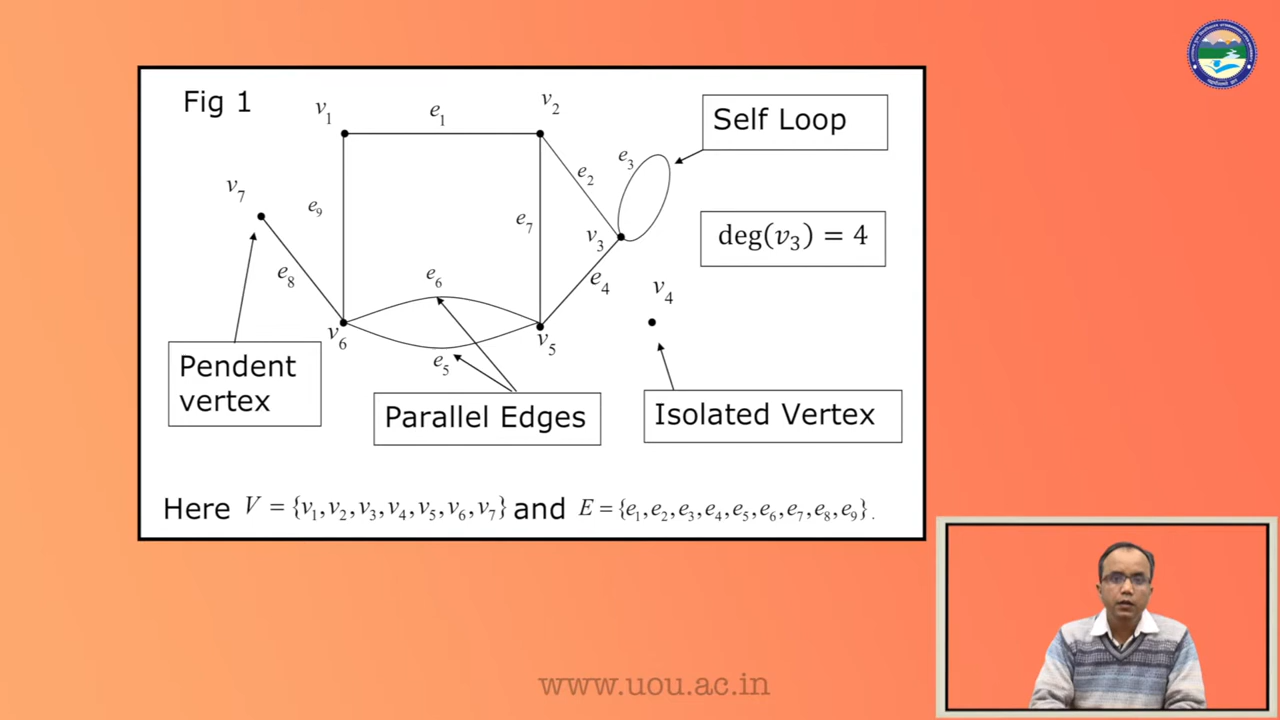 Fig 1
v1
e1
v2
Self Loop
e3
e2
v7
e9
e7
v3
deg(v3) = 4
e8
e6
e4
v4
v6
v5
e5
Pendent
vertex
Parallel Edges
Isolated Vertex
Here V = {v1,v2,v3,v4,v5,v6,v7} and E = {e1,e2,e3,e4,e5,e6,e7,e8,e9}.
www.uou.ac.in